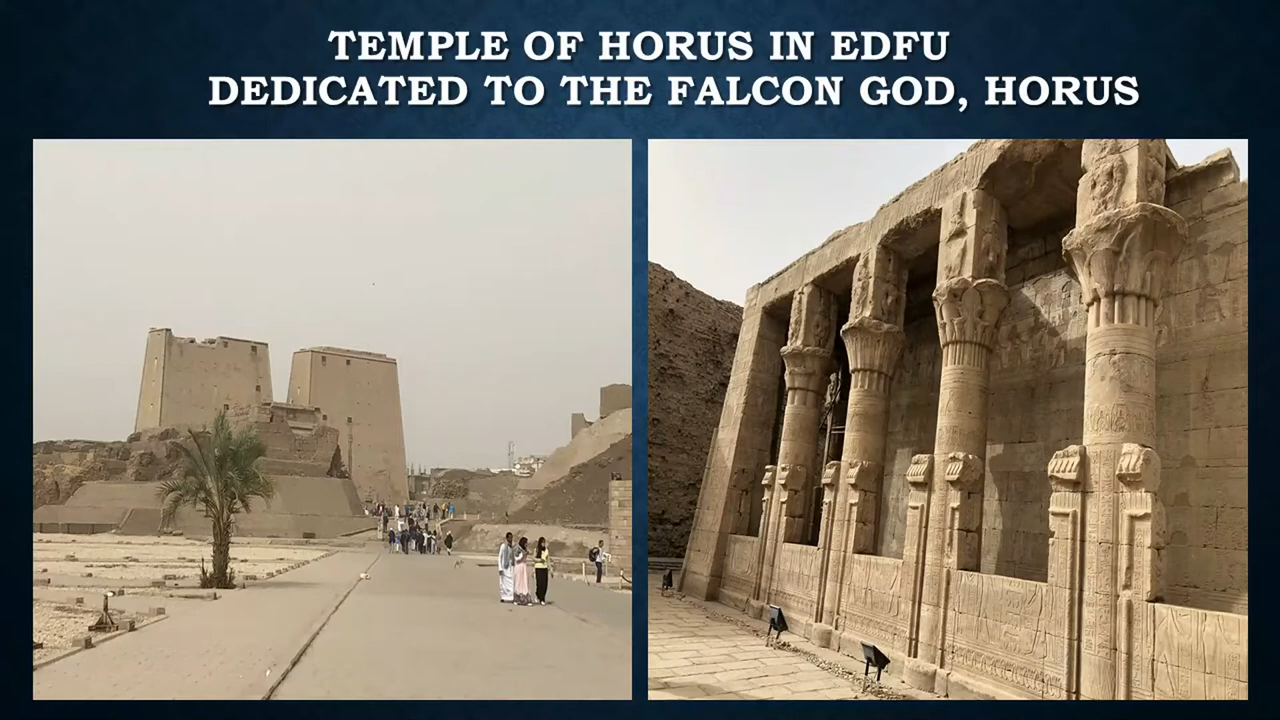 TEMPLE OF HORUS IN EDFU
DEDICATED TO THE FALCON GOD, HORUS